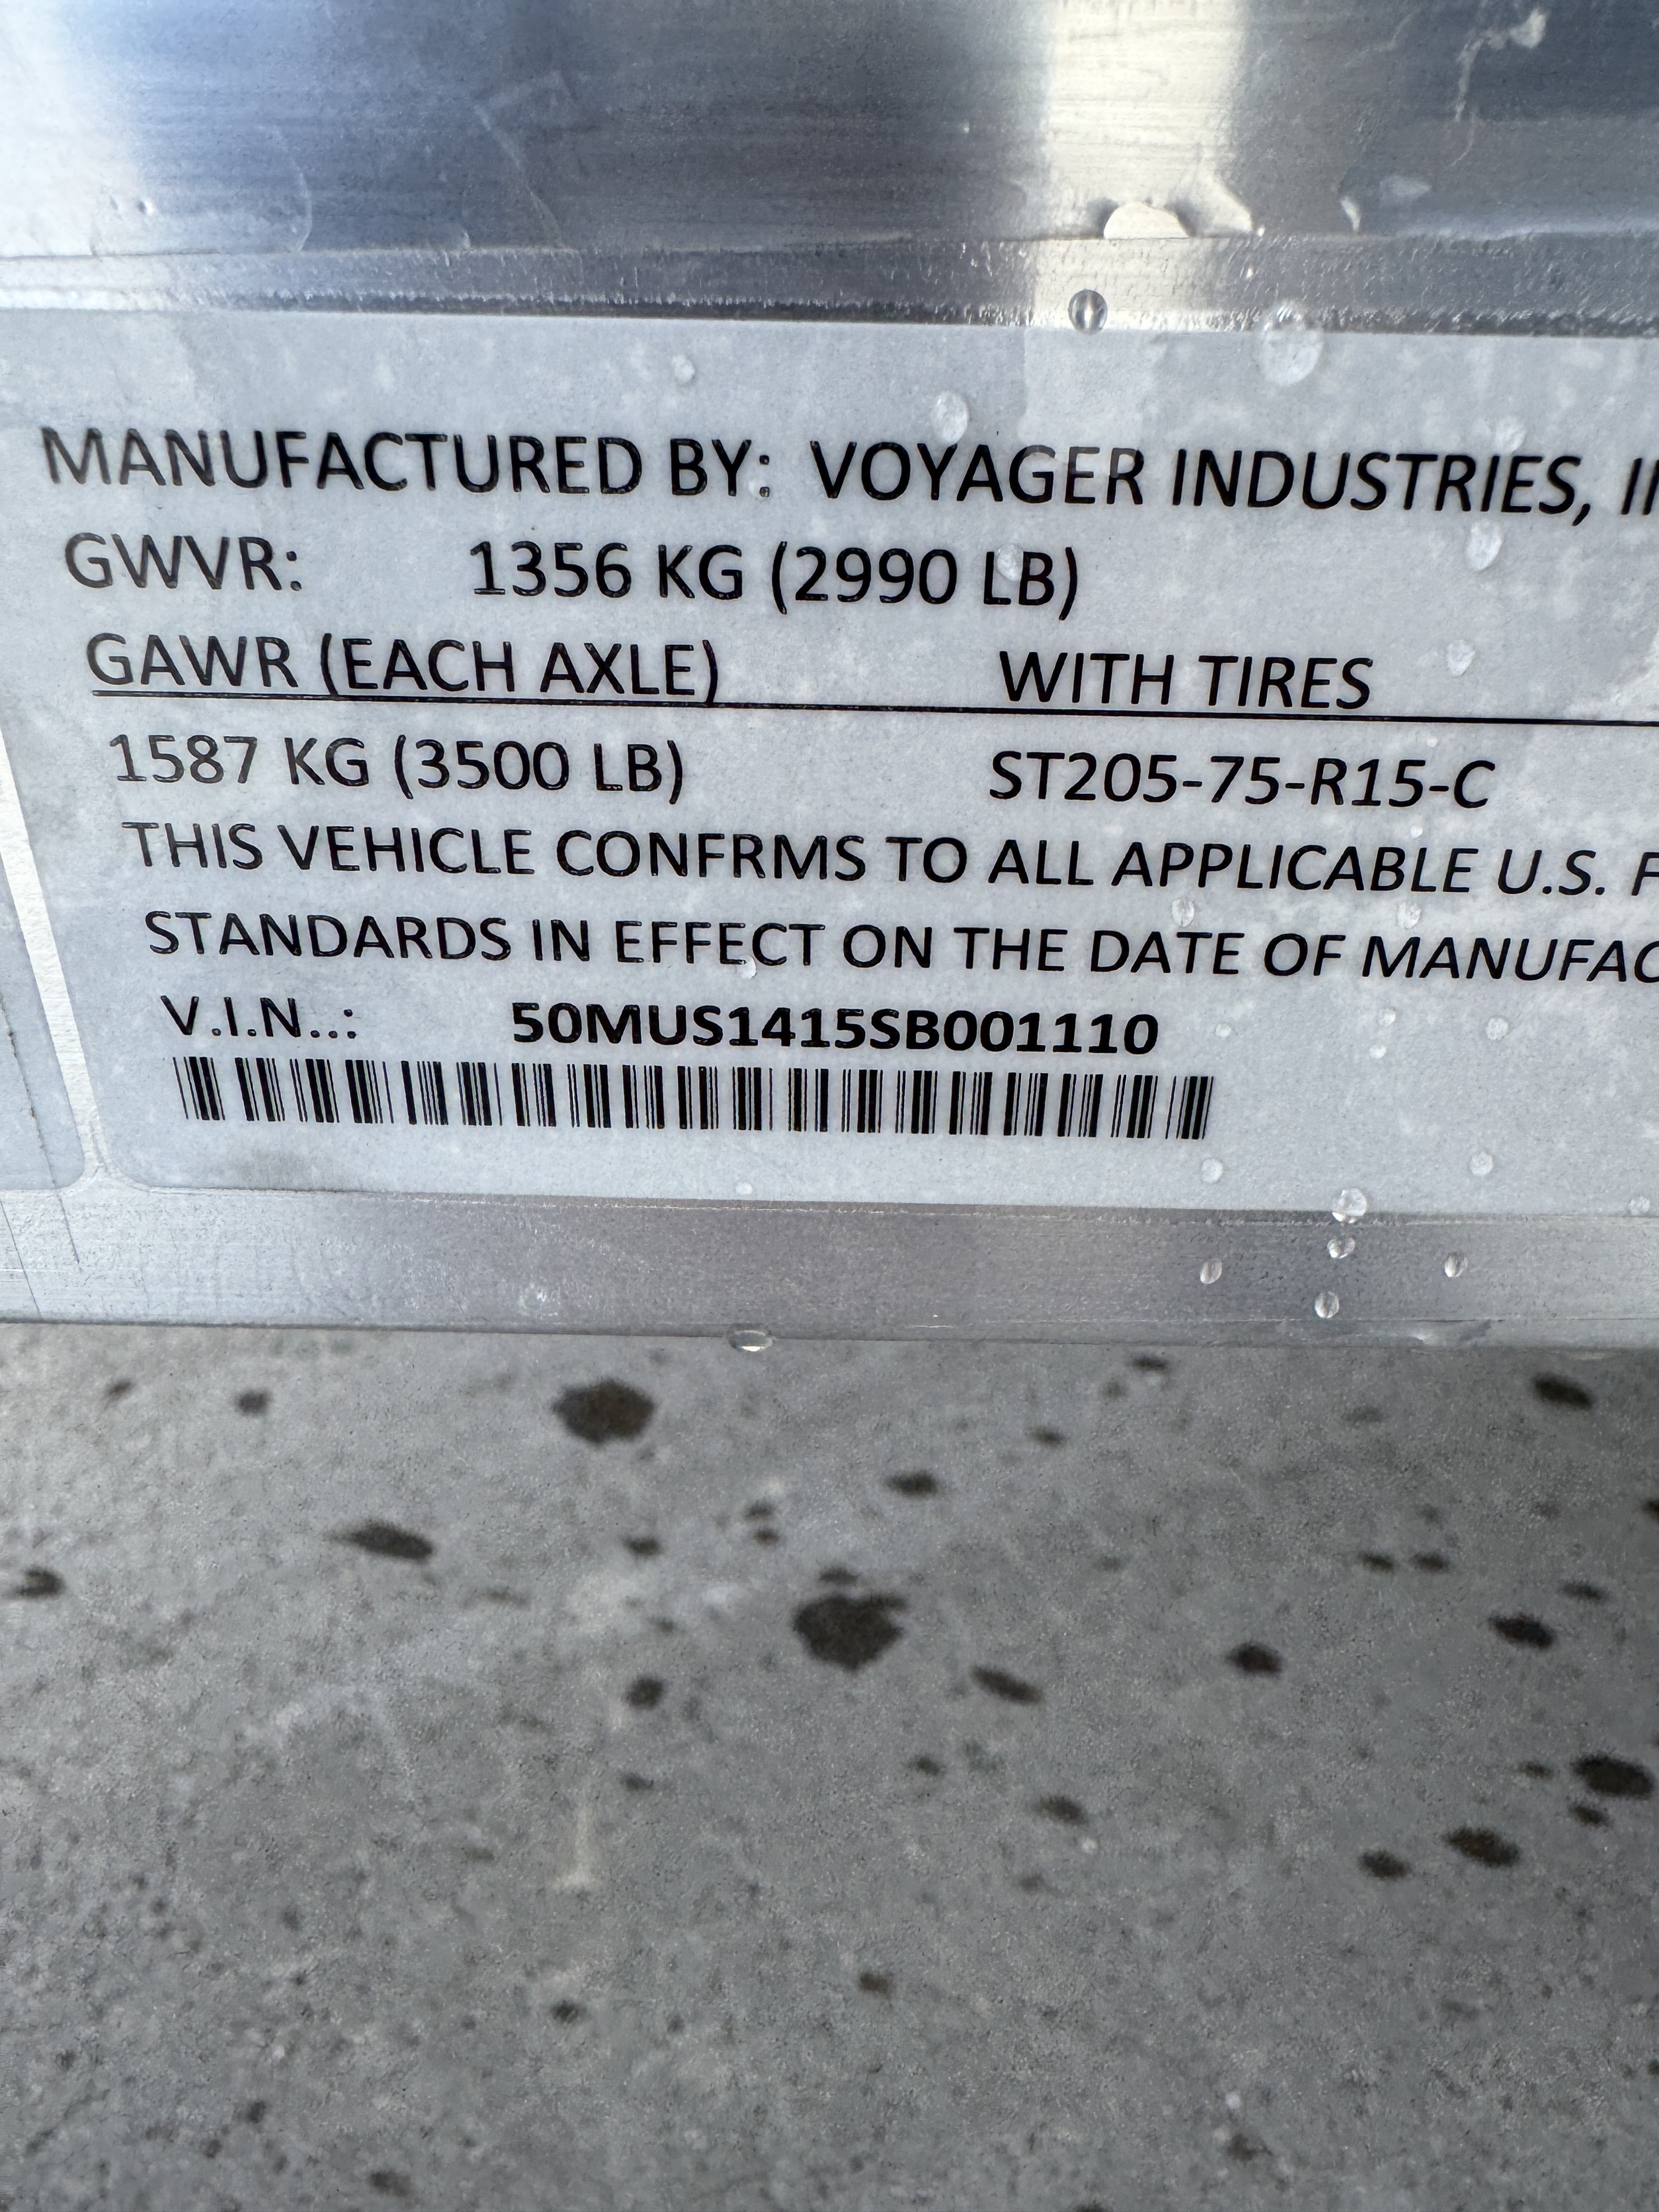 MANUFACTURED BY: VOYAGER INDUSTRIES,
GWVR: 1356 KG (2990 LB)
GAWR (EACH AXLE) WITH TIRES
1587 KG (3500 LB) ST205-75-R15-C
THIS VEHICLE CONFRMS TO ALL APPLICABLE U.S.
STANDARDS IN EFFECT ON THE DATE OF MANUFAC
V.I.N..: 50MUS1415SB001110